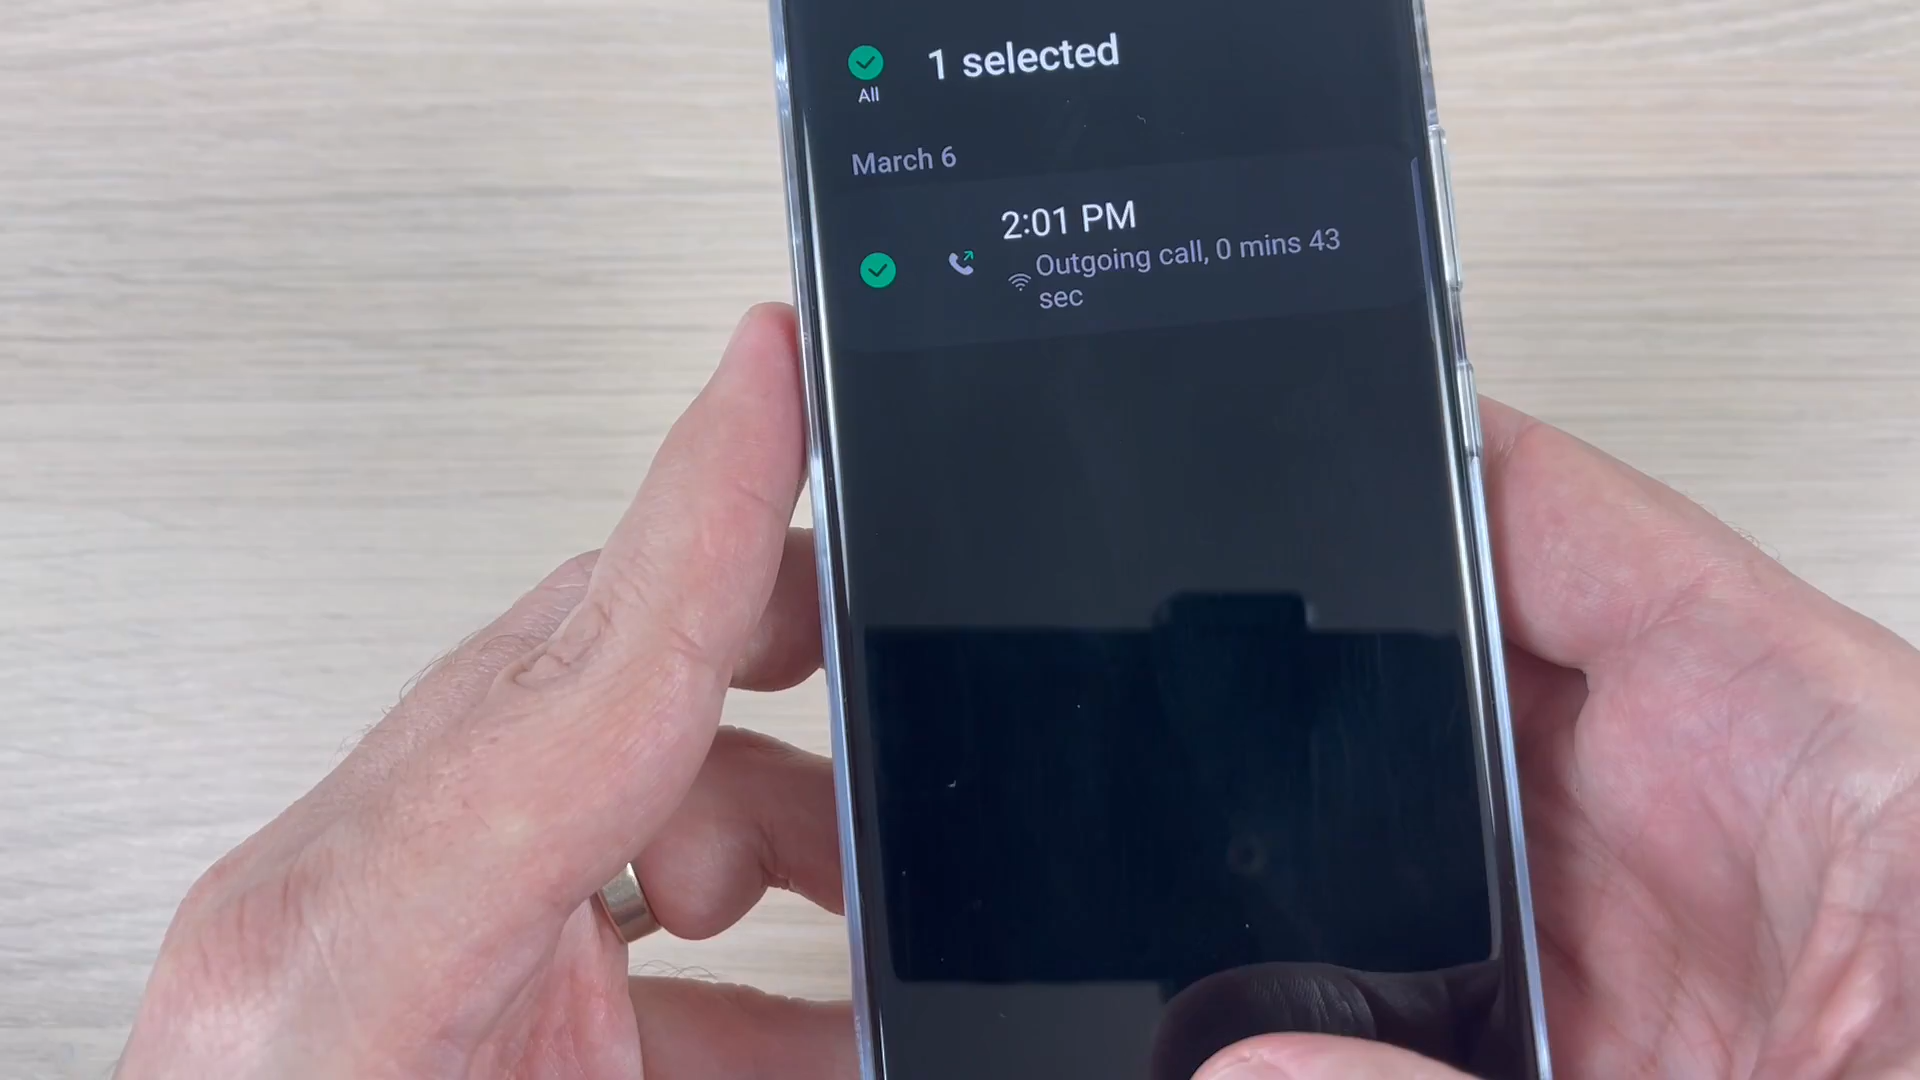 1 selected
All
March 6
2:01 PM
Outgoing call, 0 mins 43
sec